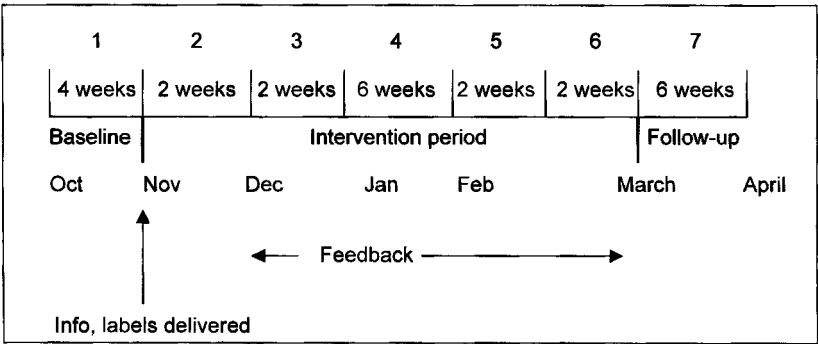 1 2 3 4 5 6 7
4 weeks 2 weeks 2 weeks 6 weeks 2 weeks 2 weeks 6 weeks
Baseline Intervention period Follow-up
Oct Nov Dec Jan Feb March April
Feedback
Info, labels delivered